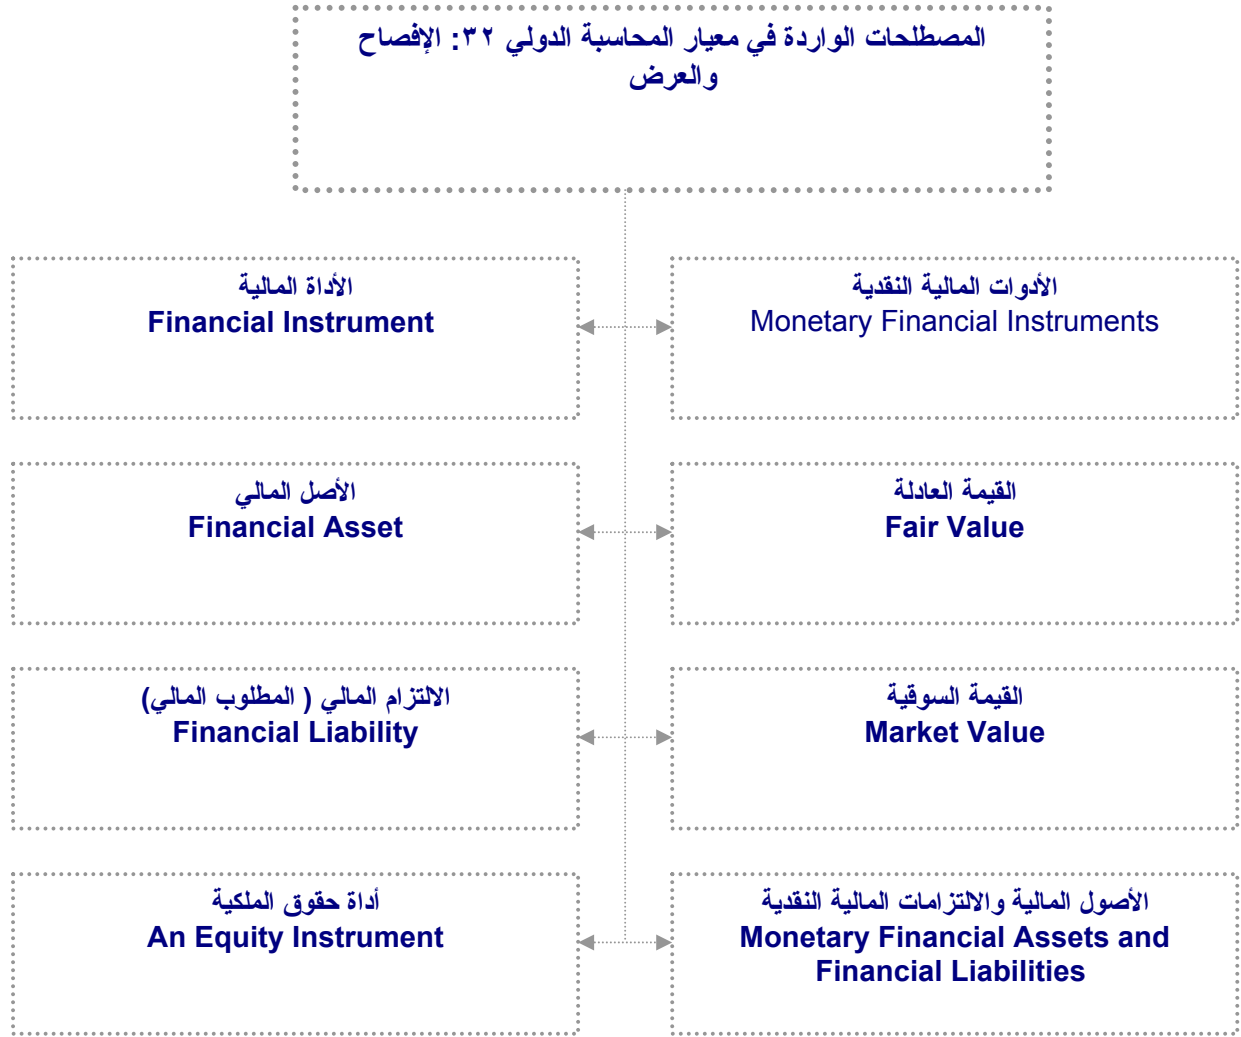 المصطلحات الواردة في معيار المحاسبة الدولي ٣٢: الإفصاح
والعرض
الأدوات المالية النقدية
Monetary Financial Instruments
الأداة المالية
Financial Instrument
القيمة العادلة
Fair Value
الأصل المالي
Financial Asset
القيمة السوقية
Market Value
الالتزام المالي ( المطلوب المالي)
Financial Liability
الأصول المالية والالتزامات المالية النقدية
Monetary Financial Assets and
Financial Liabilities
أداة حقوق الملكية
An Equity Instrument